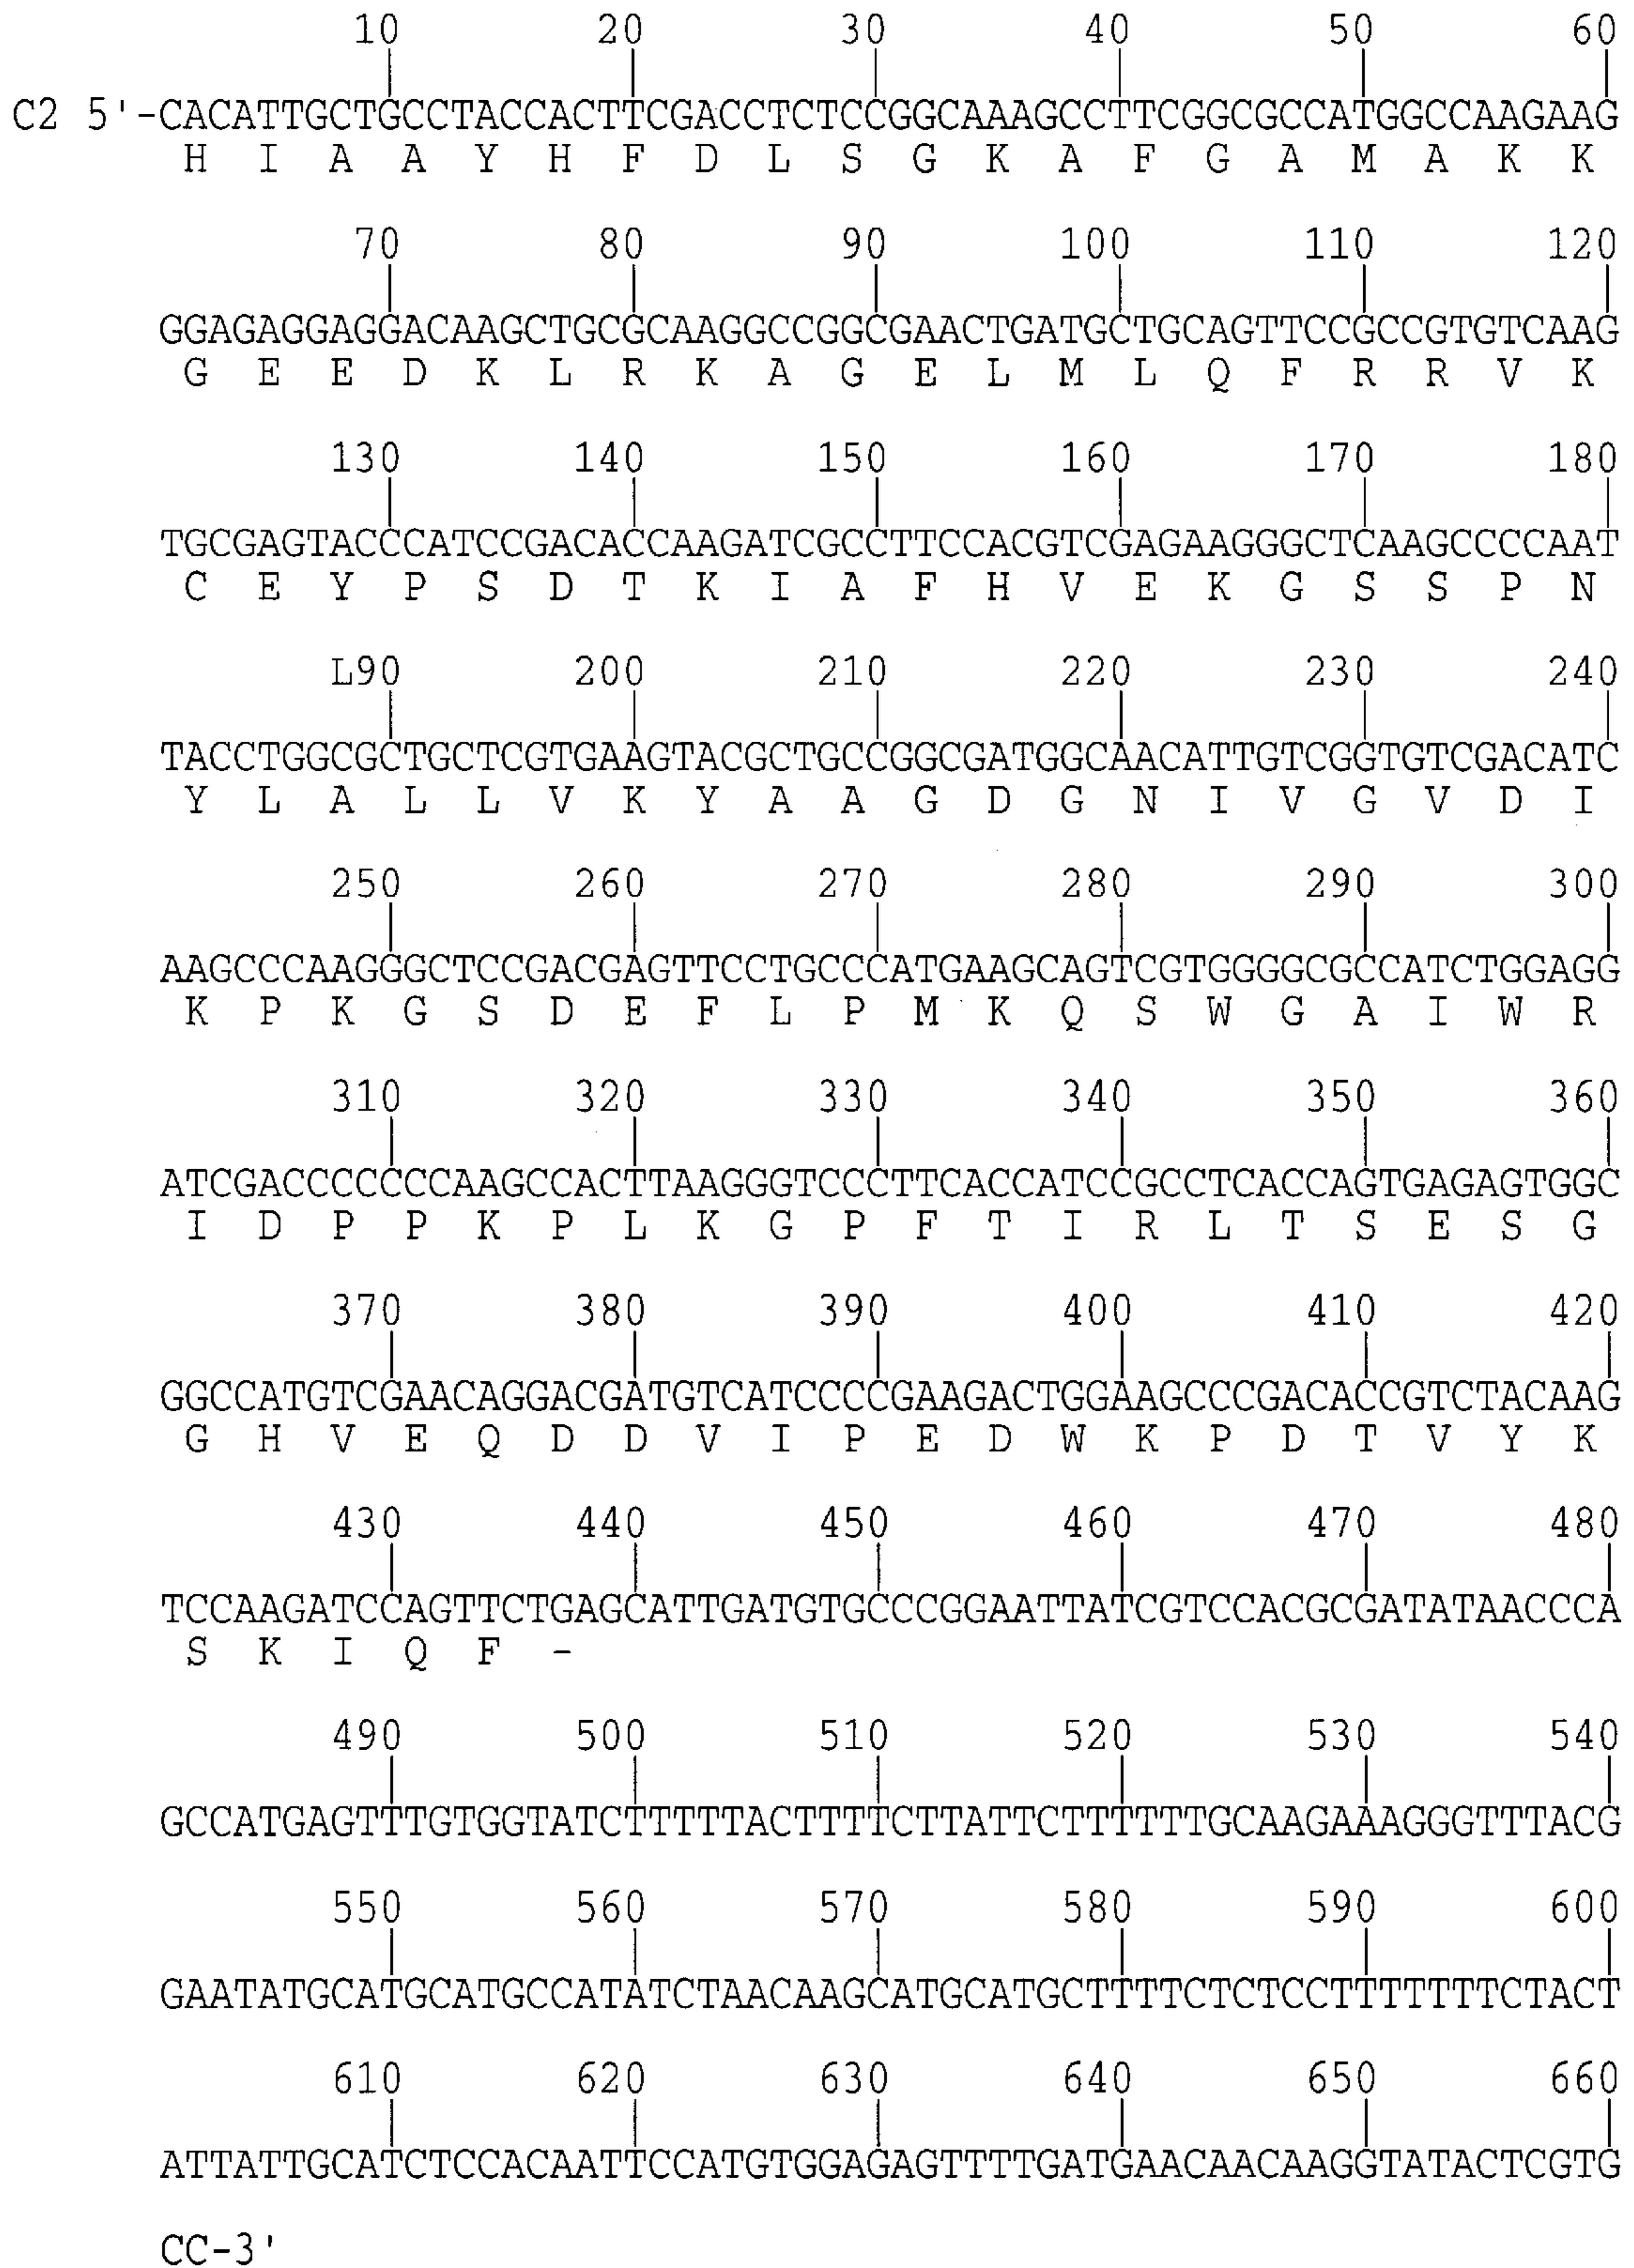 10 20 30 40 50 60
C2 5'-CACATTGCTGCCTACCACTTCGACCTCTCCGGCAAAGCCTTCGGCGCCATGGCCAAGAAG
H I A A Y H F D L S G K A F G A M A K K
70 80 90 100 110 120
GGAGAGGAGGACAAGCTGCGCAAGGCCGGCGAACTGATGCTGCAGTTCCGCCGTGTCAAG
G E E D K L R K A G E L M L Q F R R V K
130 140 150 160 170 180
TGCGAGTACCCATCCGACACCAAGATCGCCTTCCACGTCGAGAAGGGCTCAAGCCCCAAT
C E Y P S D T K I A F H V E K G S S P N
L90 200 210 220 230 240
TACCTGGCGCTGCTCGTGAAGTACGCTGCCGGCGATGGCAACATTGTCGGTGTCGACATC
Y L A L L V K Y A A G D G N I V G V D I
250 260 270 280 290 300
AAGCCCAAGGGCTCCGACGAGTTCCTGCCCATGAAGCAGTCGTGGGGCGCCATCTGGAGG
K P K G S D E F L P M K Q S W G A I W R
310 320 330 340 350 360
ATCGACCCCCCCAAGCCACTTAAGGGTCCCTTCACCATCCGCCTCACCAGTGAGAGTGGC
I D P P K P L K G P F T I R L T S E S G
370 380 390 400 410 420
GGCCATGTCGAACAGGACGATGTCATCCCCGAAGACTGGAAGCCCGACACCGTCTACAAG
G H V E Q D D V I P E D W K P D T V Y K
430 440 450 460 470 480
TCCAAGATCCAGTTCTGAGCATTGATGTGCCCGGAATTATCGTCCACGCGATATAACCCA
S K I Q F -
490 500 510 520 530 540
GCCATGAGTTTGTGGTATCTTTTTACTTTTCTTATTCTTTTTTGCAAGAAAGGGTTTACG
550 560 570 580 590 600
GAATATGCATGCATGCCATATCTAACAAGCATGCATGCTTTTCTCTCCTTTTTTTCTACT
610 620 630 640 650 660
ATTATTGCATCTCCACAATTCCATGTGGAGAGTTTTGATGAACAACAAGGTATACTCGTG
CC-3'